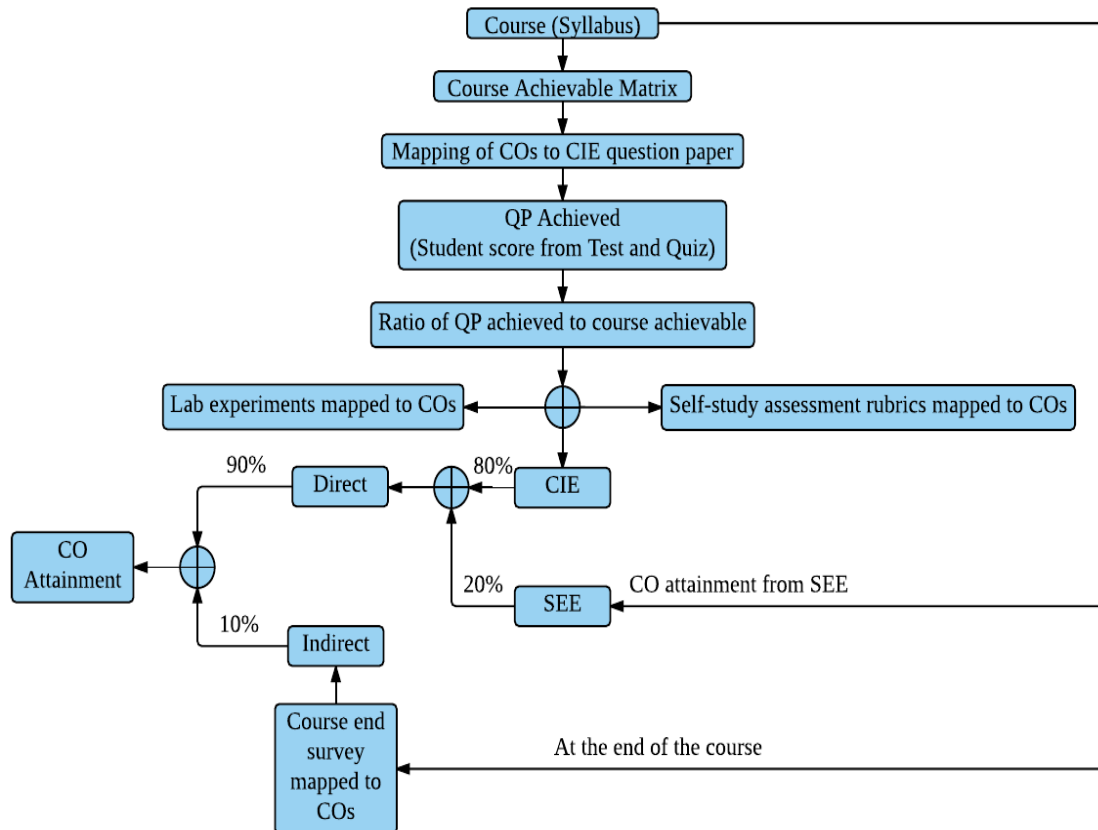 Course (Syllabus)
Course Achievable Matrix
Mapping of COs to CIE question paper
QP Achieved
(Student score from Test and Quiz)
Ratio of QP achieved to course achievable
Lab experiments mapped to COs
Self-study assessment rubrics mapped to COs
90%
Direct
80%
CIE
CO
Attainment
20%
SEE
CO attainment from SEE
10%
Indirect
Course end
survey
mapped to
COs
At the end of the course